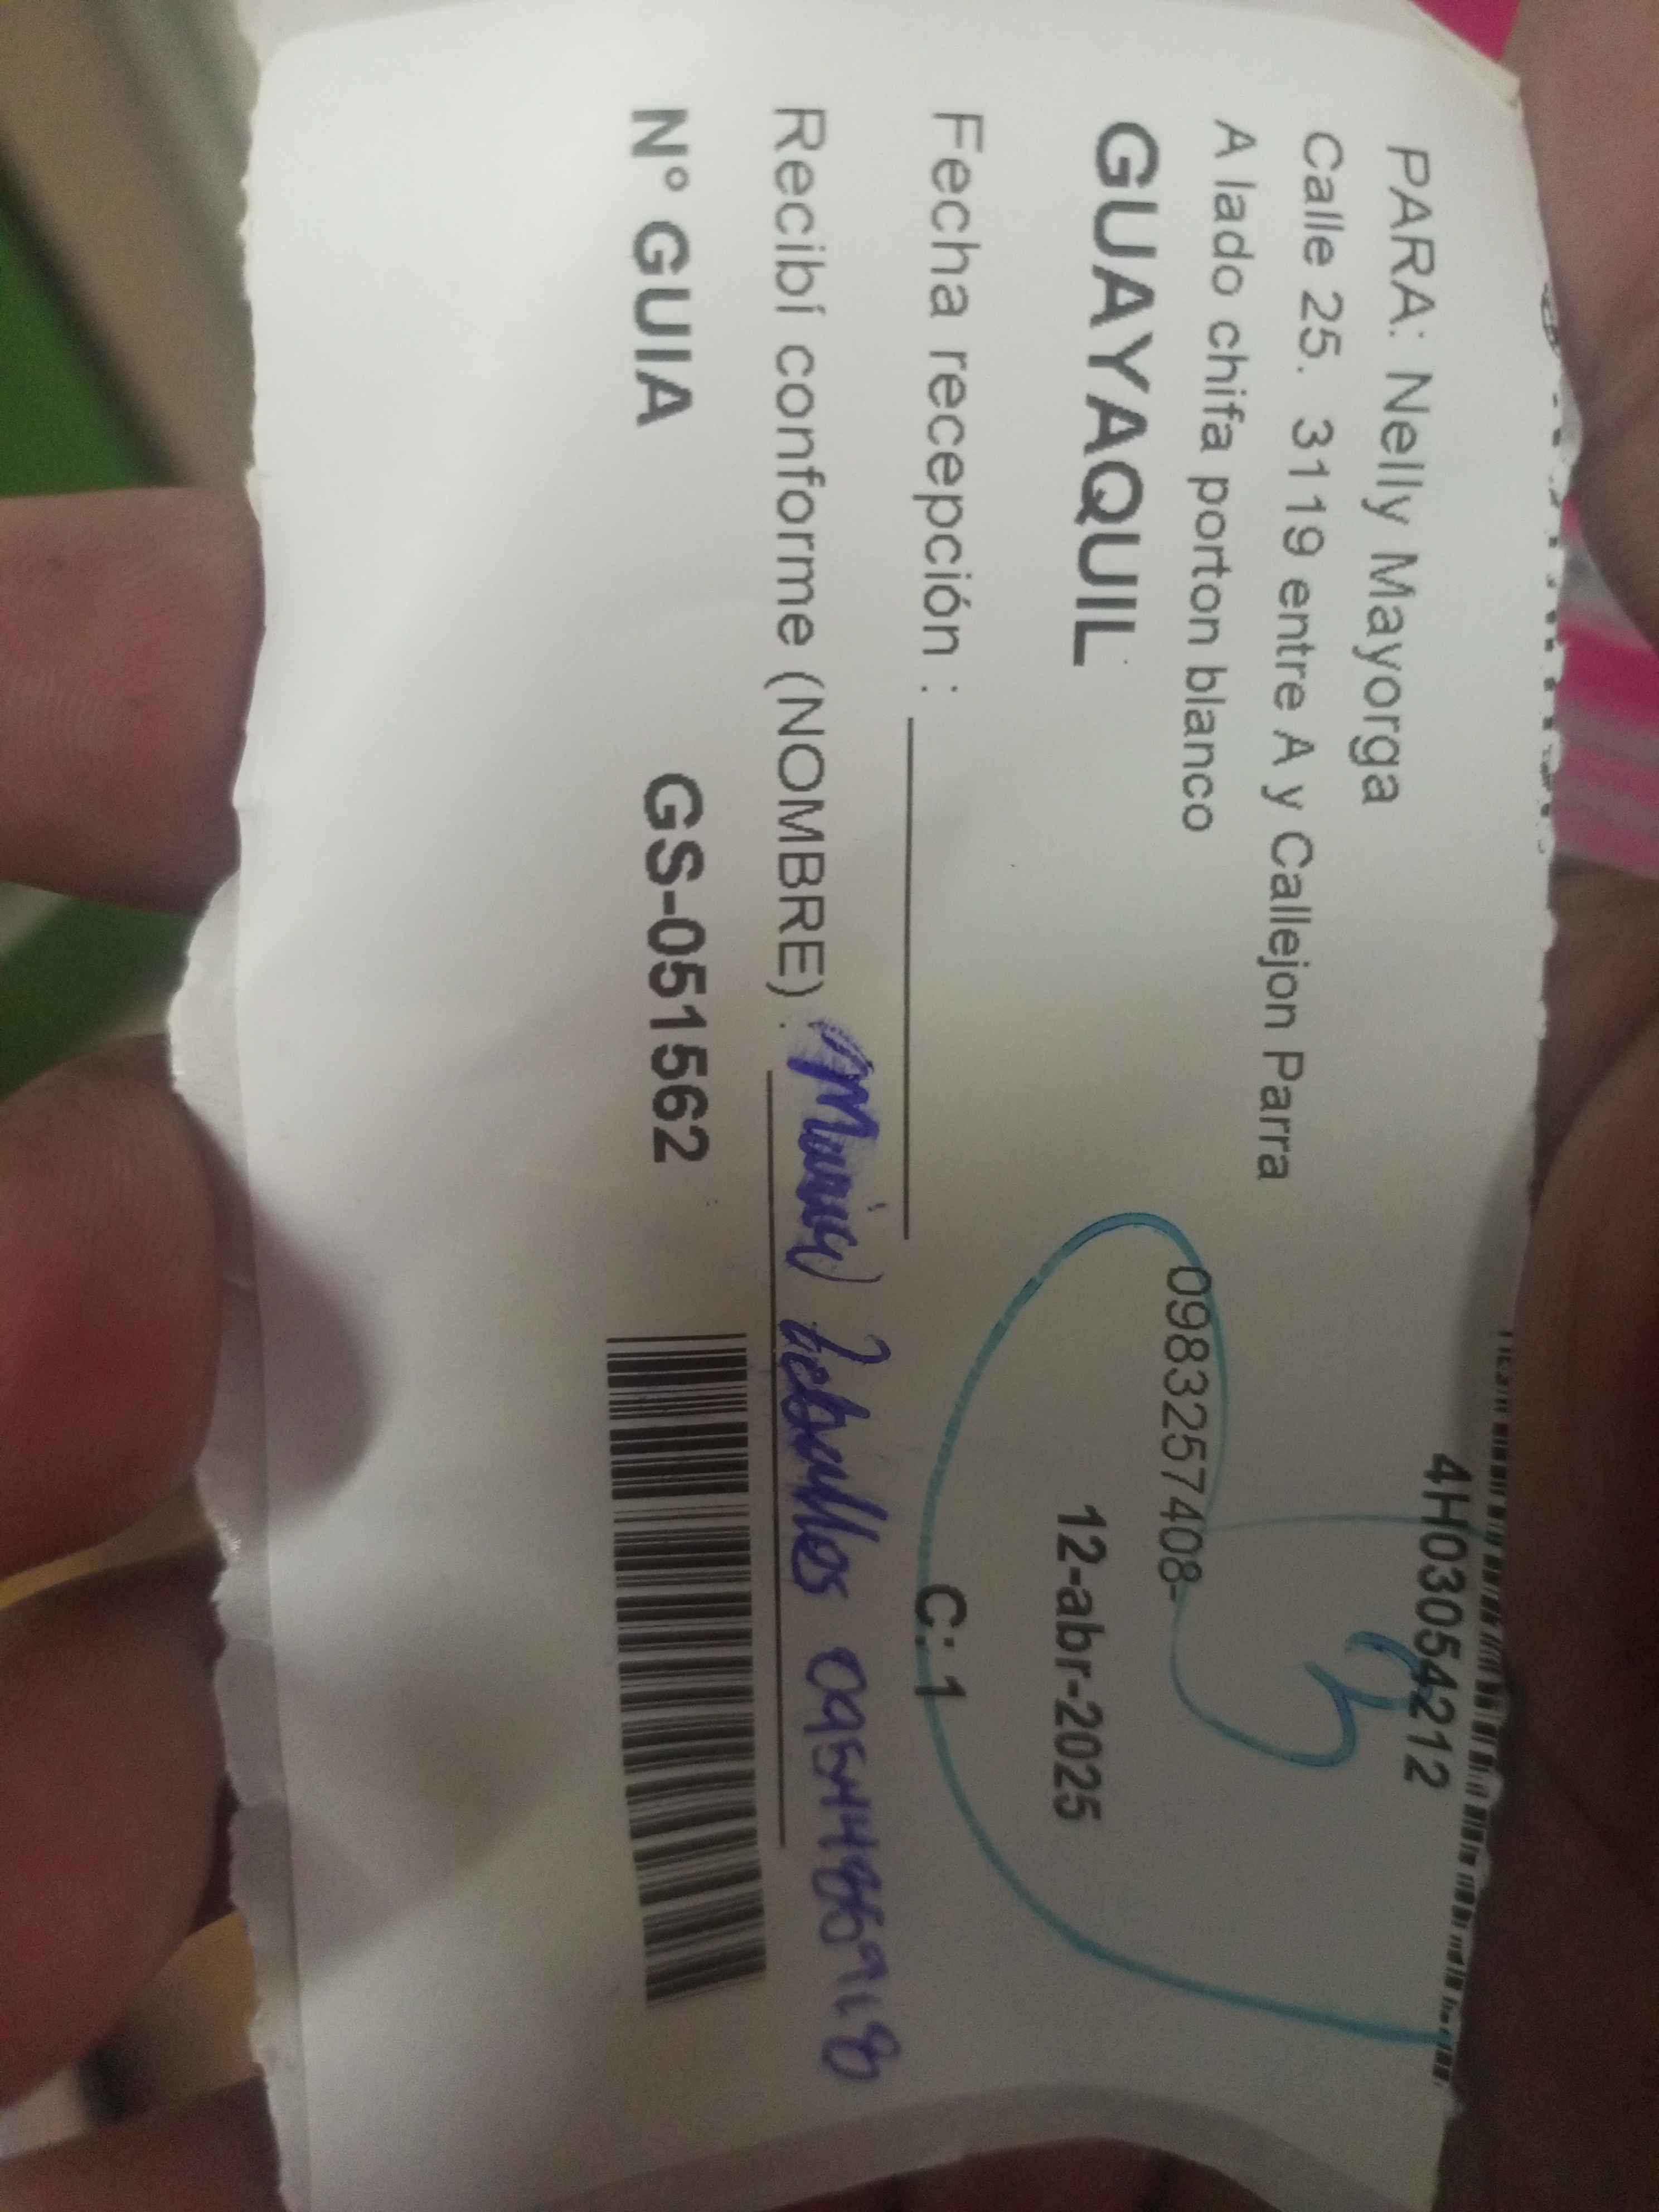 4H03054212
PARA: Nelly Mayorga
Calle 25. 3119 entre A y Callejon Parra
A lado chifa porton blanco 0983257408-
GUAYAQUIL 12-abr-2025
Fecha recepción : C: 1
Recibí conforme (NOMBRE) :
Nº GUIA GS-051562